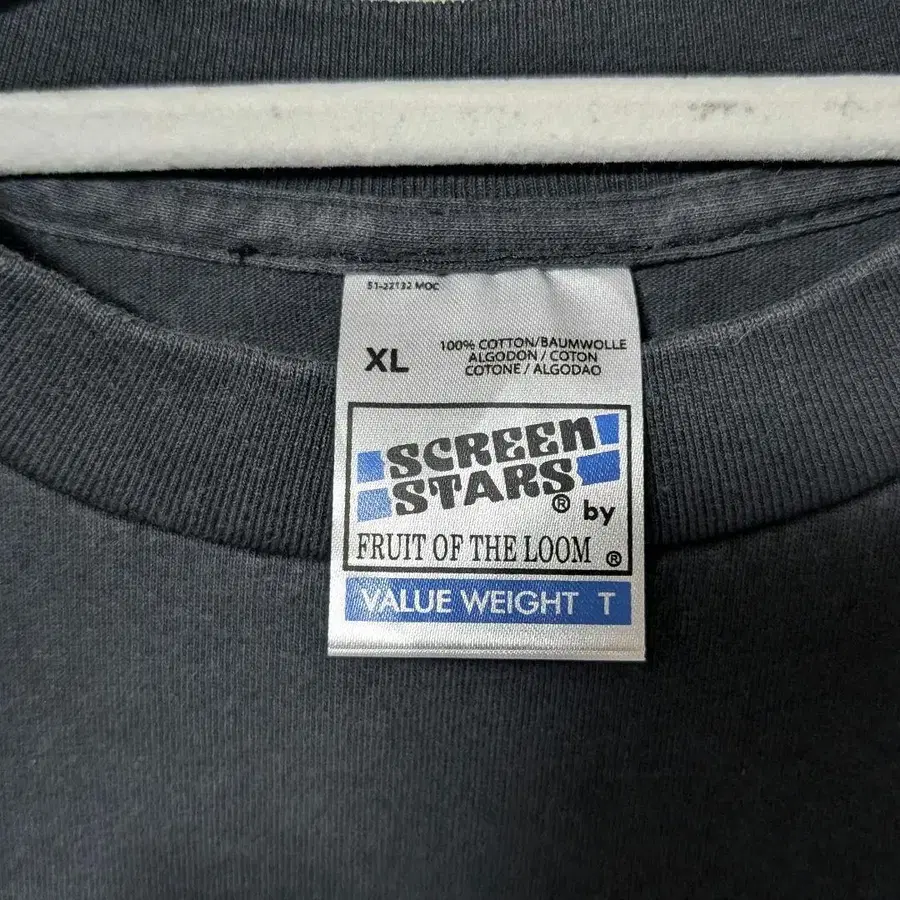 51-22132 MOC
XL
100% COTTON/BAUMWOLLE
ALGODON / COTON
COTONE / ALGODAO
SCREEN
STARS® by
FRUIT OF THE LOOM ®
VALUE WEIGHT T